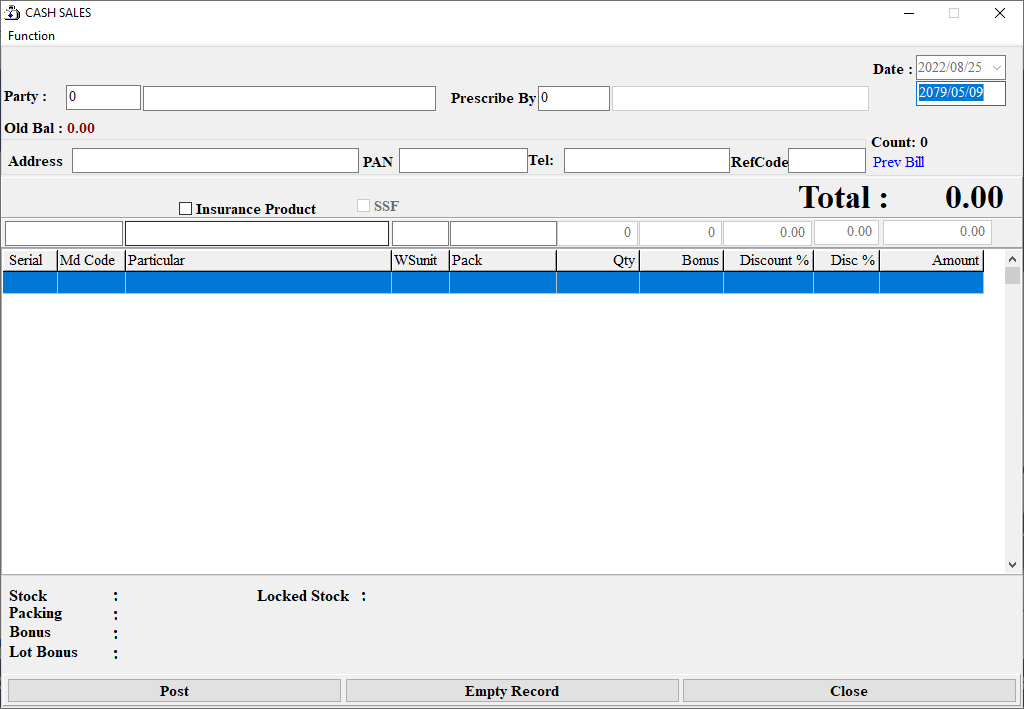 CASH SALES
Function
Date : 2022/08/25
2079/05/09
Party : 0 Prescribe By 0
Old Bal : 0.00
Count: 0
Address PAN Tel: RefCode Prev Bill
Total : 0.00
Insurance Product SSF
0 0 0.00 0.00 0.00
Serial Md Code Particular WSunit Pack Qty Bonus Discount % Disc % Amount
Stock : Locked Stock :
Packing :
Bonus :
Lot Bonus :
Post Empty Record Close